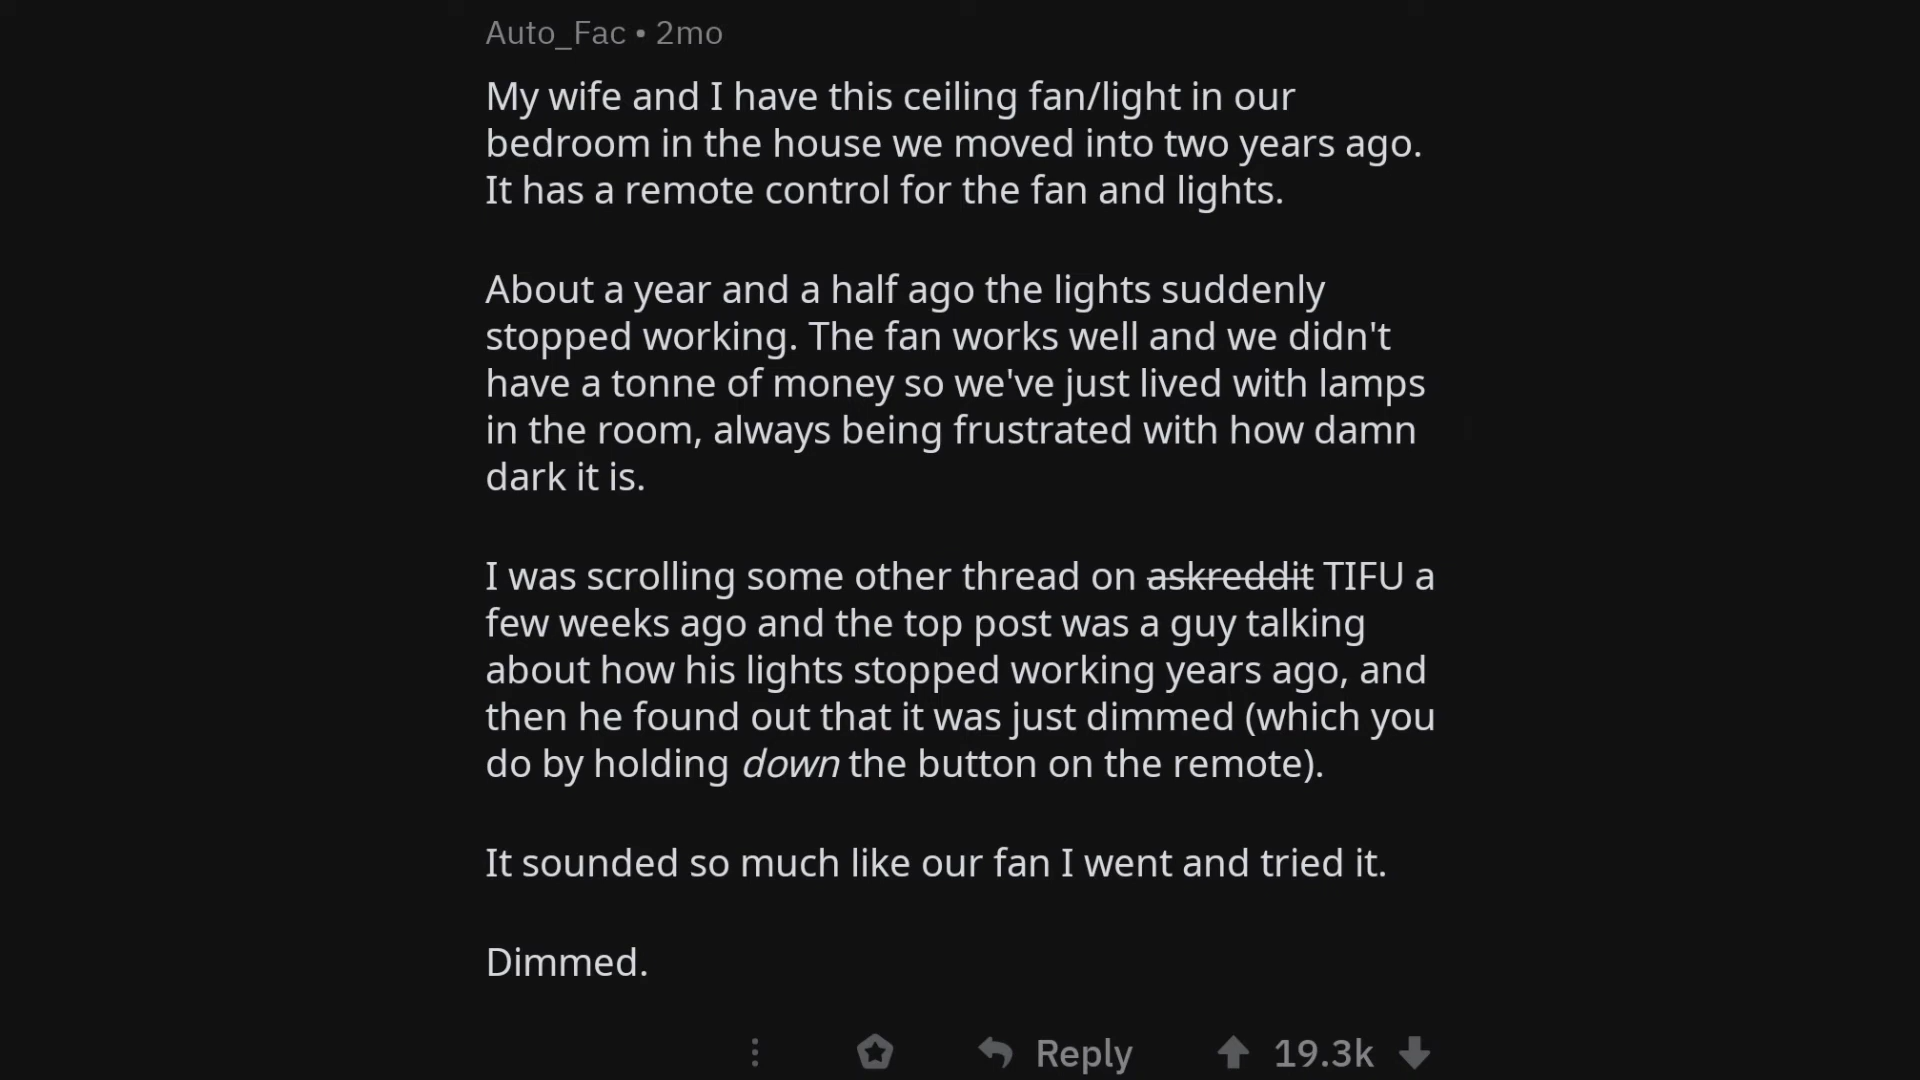 Auto_Fac • 2mo
My wife and I have this ceiling fan/light in our
bedroom in the house we moved into two years ago.
It has a remote control for the fan and lights.
About a year and a half ago the lights suddenly
stopped working. The fan works well and we didn't
have a tonne of money so we've just lived with lamps
in the room, always being frustrated with how damn
dark it is.
I was scrolling some other thread on askreddit TIFU a
few weeks ago and the top post was a guy talking
about how his lights stopped working years ago, and
then he found out that it was just dimmed (which you
do by holding down the button on the remote).
It sounded so much like our fan I went and tried it.
Dimmed.
Reply 19.3k